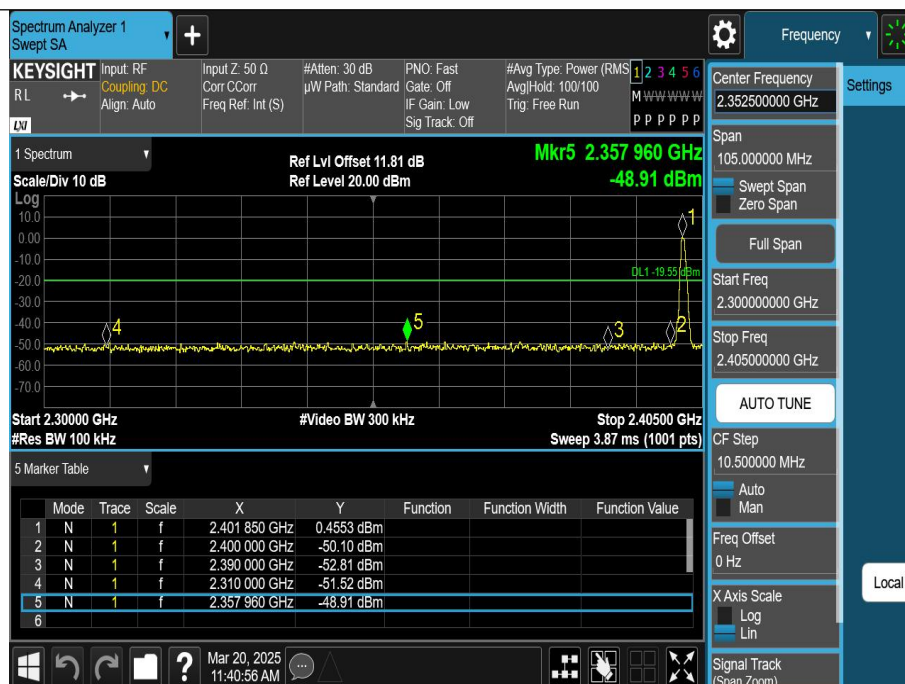 Spectrum Analyzer 1
Swept SA
+
Frequency
KEYSIGHT
RL
LXI
Input: RF
Coupling: DC
Align: Auto
Input Z: 50 Ω
Corr CCorr
Freq Ref: Int (S)
#Atten: 30 dB
µW Path: Standard
PNO: Fast
Gate: Off
IF Gain: Low
Sig Track: Off
#Avg Type: Power (RMS
Avg|Hold: 100/100
Trig: Free Run
1 2 3 4 5 6
M W W W W W
P P P P P P
1 Spectrum
Scale/Div 10 dB
Ref Lvl Offset 11.81 dB
Ref Level 20.00 dBm
Mkr5 2.357 960 GHz
-48.91 dBm
Log
10.0
0.00
-10.0
-20.0
-30.0
-40.0
-50.0
-60.0
-70.0
DL1 -19.55 dBm
1
4
5
3
2
Start 2.30000 GHz
#Video BW 300 kHz
Stop 2.40500 GHz
#Res BW 100 kHz
Sweep 3.87 ms (1001 pts)
5 Marker Table
Mode Trace Scale X Y Function Function Width Function Value
1 N 1 f 2.401 850 GHz 0.4553 dBm
2 N 1 f 2.400 000 GHz -50.10 dBm
3 N 1 f 2.390 000 GHz -52.81 dBm
4 N 1 f 2.310 000 GHz -51.52 dBm
5 N 1 f 2.357 960 GHz -48.91 dBm
6
?
Mar 20, 2025
11:40:56 AM
Center Frequency
2.352500000 GHz
Settings
Span
105.000000 MHz
Swept Span
Zero Span
Full Span
Start Freq
2.300000000 GHz
Stop Freq
2.405000000 GHz
AUTO TUNE
CF Step
10.500000 MHz
Auto
Man
Freq Offset
0 Hz
Local
X Axis Scale
Log
Lin
Signal Track
(Span Zoom)